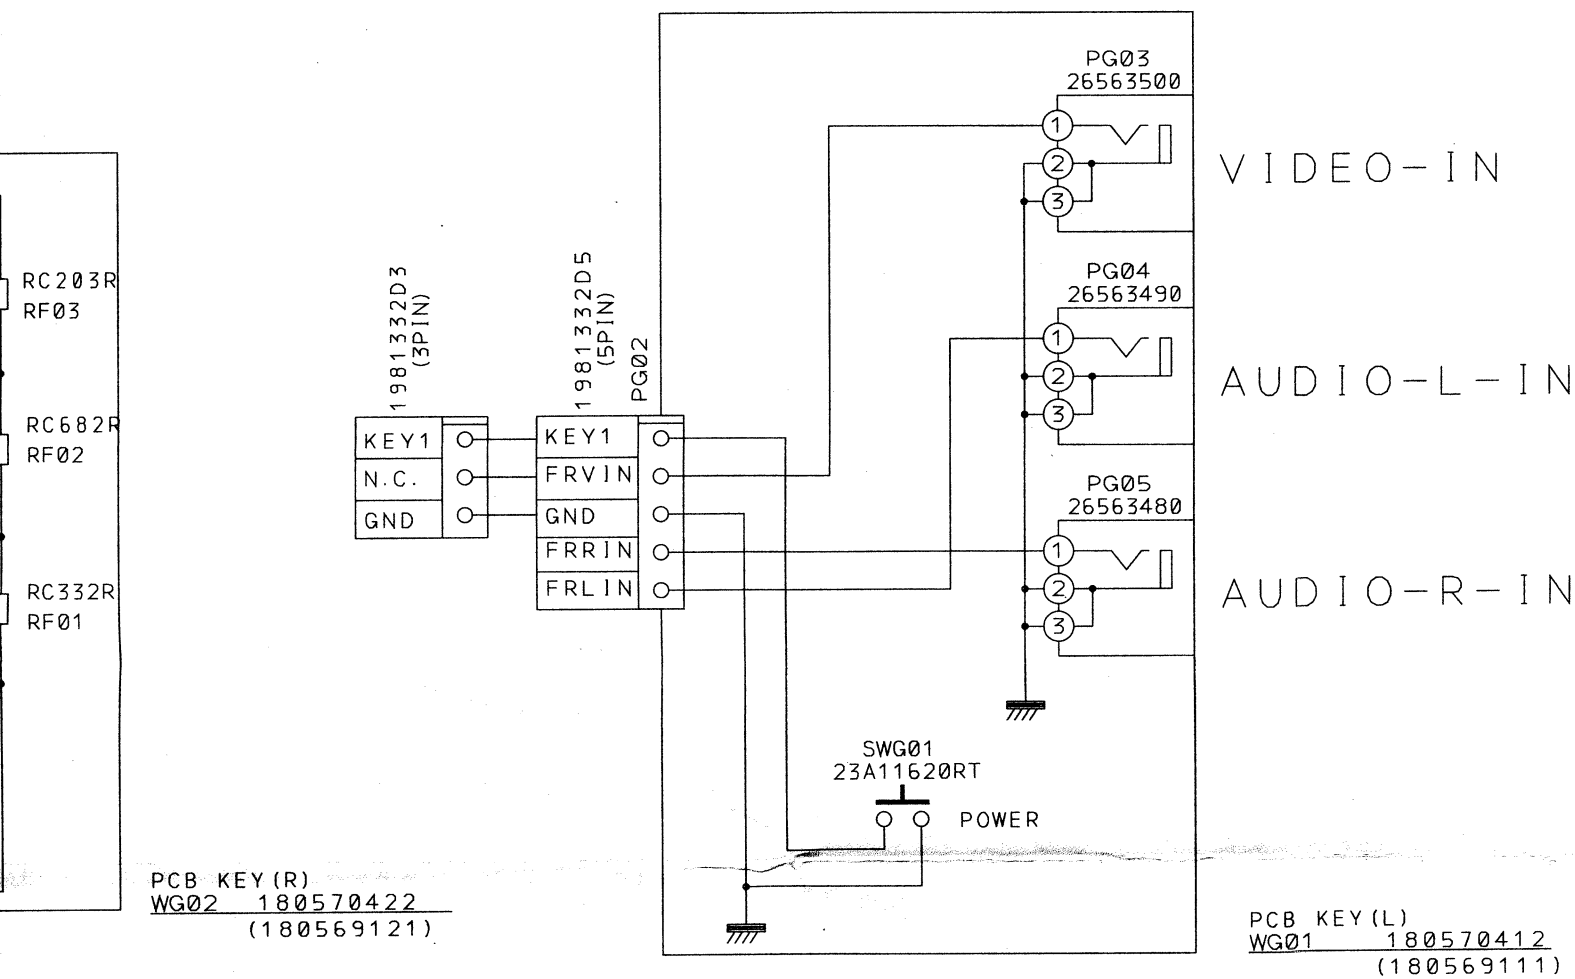 RC203R
RF03
RC682R
RF02
RC332R
RF01
PCB KEY(R)
WG02 180570422
(180569121)
1981332D3
(3PIN)
KEY1
N.C.
GND
1981332D5
(5PIN)
PG02
KEY1
FRVIN
GND
FRRIN
FRLIN
PG03
26563500
1
2
3
VIDEO-IN
PG04
26563490
1
2
3
AUDIO-L-IN
PG05
26563480
1
2
3
AUDIO-R-IN
SWG01
23A11620RT
POWER
PCB KEY(L)
WG01 180570412
(180569111)